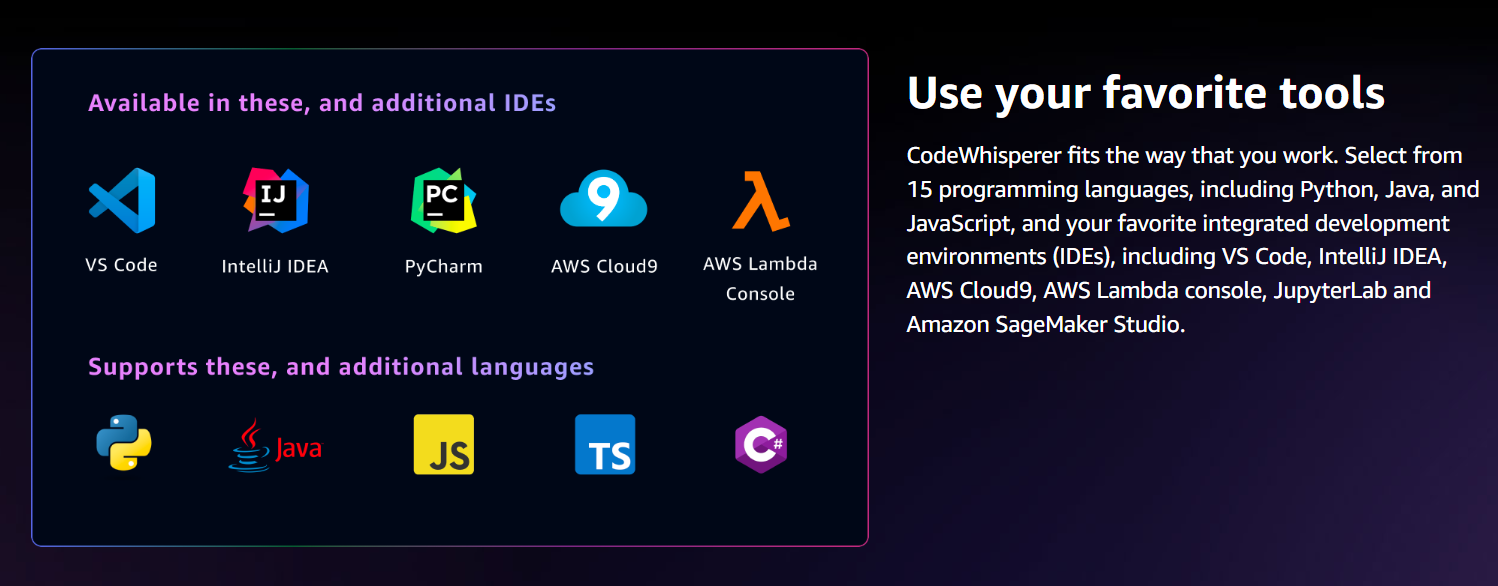 Available in these, and additional IDEs
IJ
PC
9
VS Code
IntelliJ IDEA
PyCharm
AWS Cloud9
AWS Lambda
Console
Supports these, and additional languages
Java
JS
TS
C#
Use your favorite tools
CodeWhisperer fits the way that you work. Select from
15 programming languages, including Python, Java, and
JavaScript, and your favorite integrated development
environments (IDEs), including VS Code, IntelliJ IDEA,
AWS Cloud9, AWS Lambda console, JupyterLab and
Amazon SageMaker Studio.